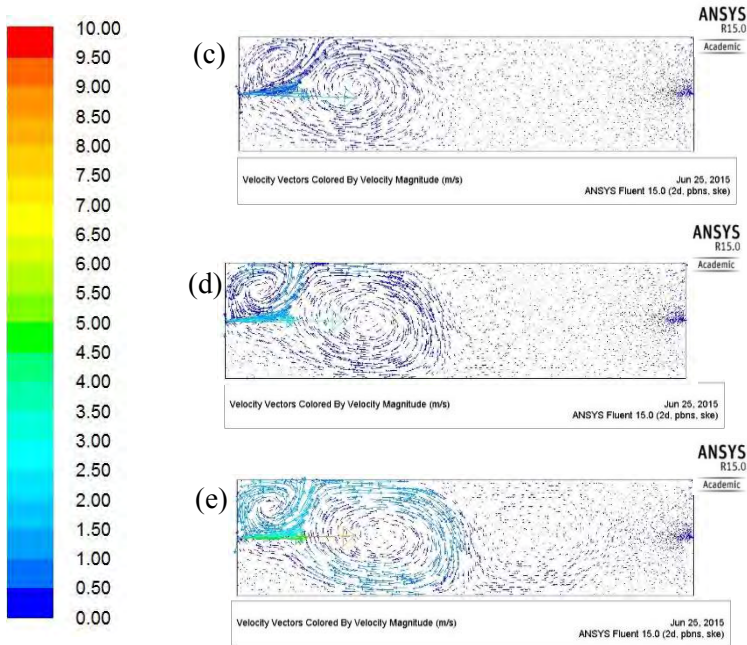 10.00
9.50
9.00
8.50
8.00
7.50
7.00
6.50
6.00
5.50
5.00
4.50
4.00
3.50
3.00
2.50
2.00
1.50
1.00
0.50
0.00
(c)
ANSYS
R15.0
Academic
Velocity Vectors Colored By Velocity Magnitude (m/s)
Jun 25, 2015
ANSYS Fluent 15.0 (2d, pbns, ske)
(d)
ANSYS
R15.0
Academic
Velocity Vectors Colored By Velocity Magnitude (m/s)
Jun 25, 2015
ANSYS Fluent 15.0 (2d, pbns, ske)
(e)
ANSYS
R15.0
Academic
Velocity Vectors Colored By Velocity Magnitude (m/s)
Jun 25, 2015
ANSYS Fluent 15.0 (2d, pbns, ske)